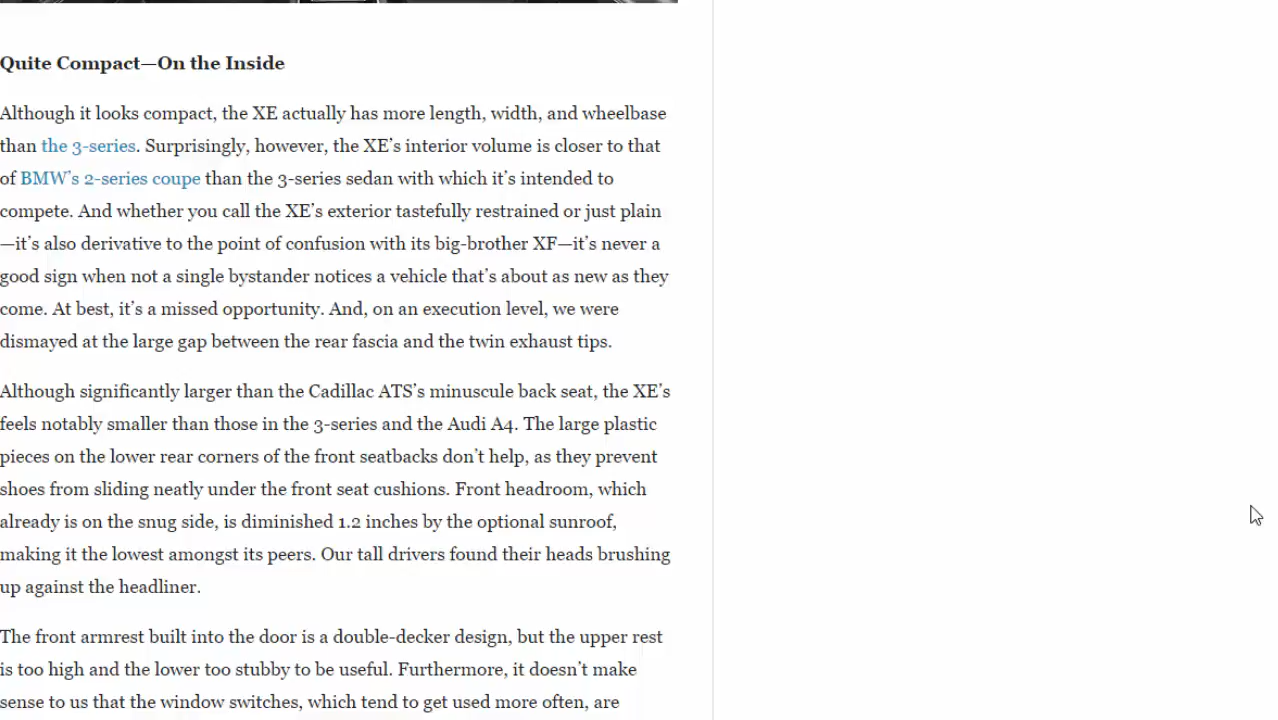 Quite Compact—On the Inside
Although it looks compact, the XE actually has more length, width, and wheelbase
than the 3-series. Surprisingly, however, the XE’s interior volume is closer to that
of BMW’s 2-series coupe than the 3-series sedan with which it’s intended to
compete. And whether you call the XE’s exterior tastefully restrained or just plain
—it’s also derivative to the point of confusion with its big-brother XF—it’s never a
good sign when not a single bystander notices a vehicle that’s about as new as they
come. At best, it’s a missed opportunity. And, on an execution level, we were
dismayed at the large gap between the rear fascia and the twin exhaust tips.
Although significantly larger than the Cadillac ATS’s minuscule back seat, the XE’s
feels notably smaller than those in the 3-series and the Audi A4. The large plastic
pieces on the lower rear corners of the front seatbacks don’t help, as they prevent
shoes from sliding neatly under the front seat cushions. Front headroom, which
already is on the snug side, is diminished 1.2 inches by the optional sunroof,
making it the lowest amongst its peers. Our tall drivers found their heads brushing
up against the headliner.
The front armrest built into the door is a double-decker design, but the upper rest
is too high and the lower too stubby to be useful. Furthermore, it doesn’t make
sense to us that the window switches, which tend to get used more often, are